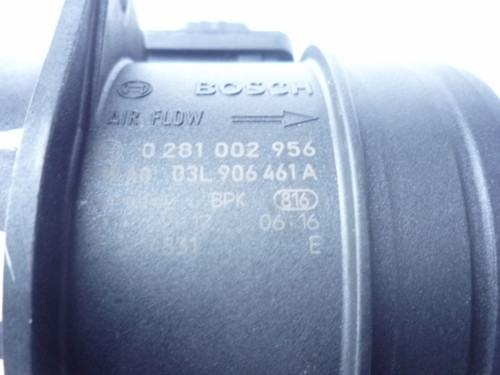 BOSCH
AIR FLOW
0 281 002 956
03L 906 461 A
BPK 816
06 16
E